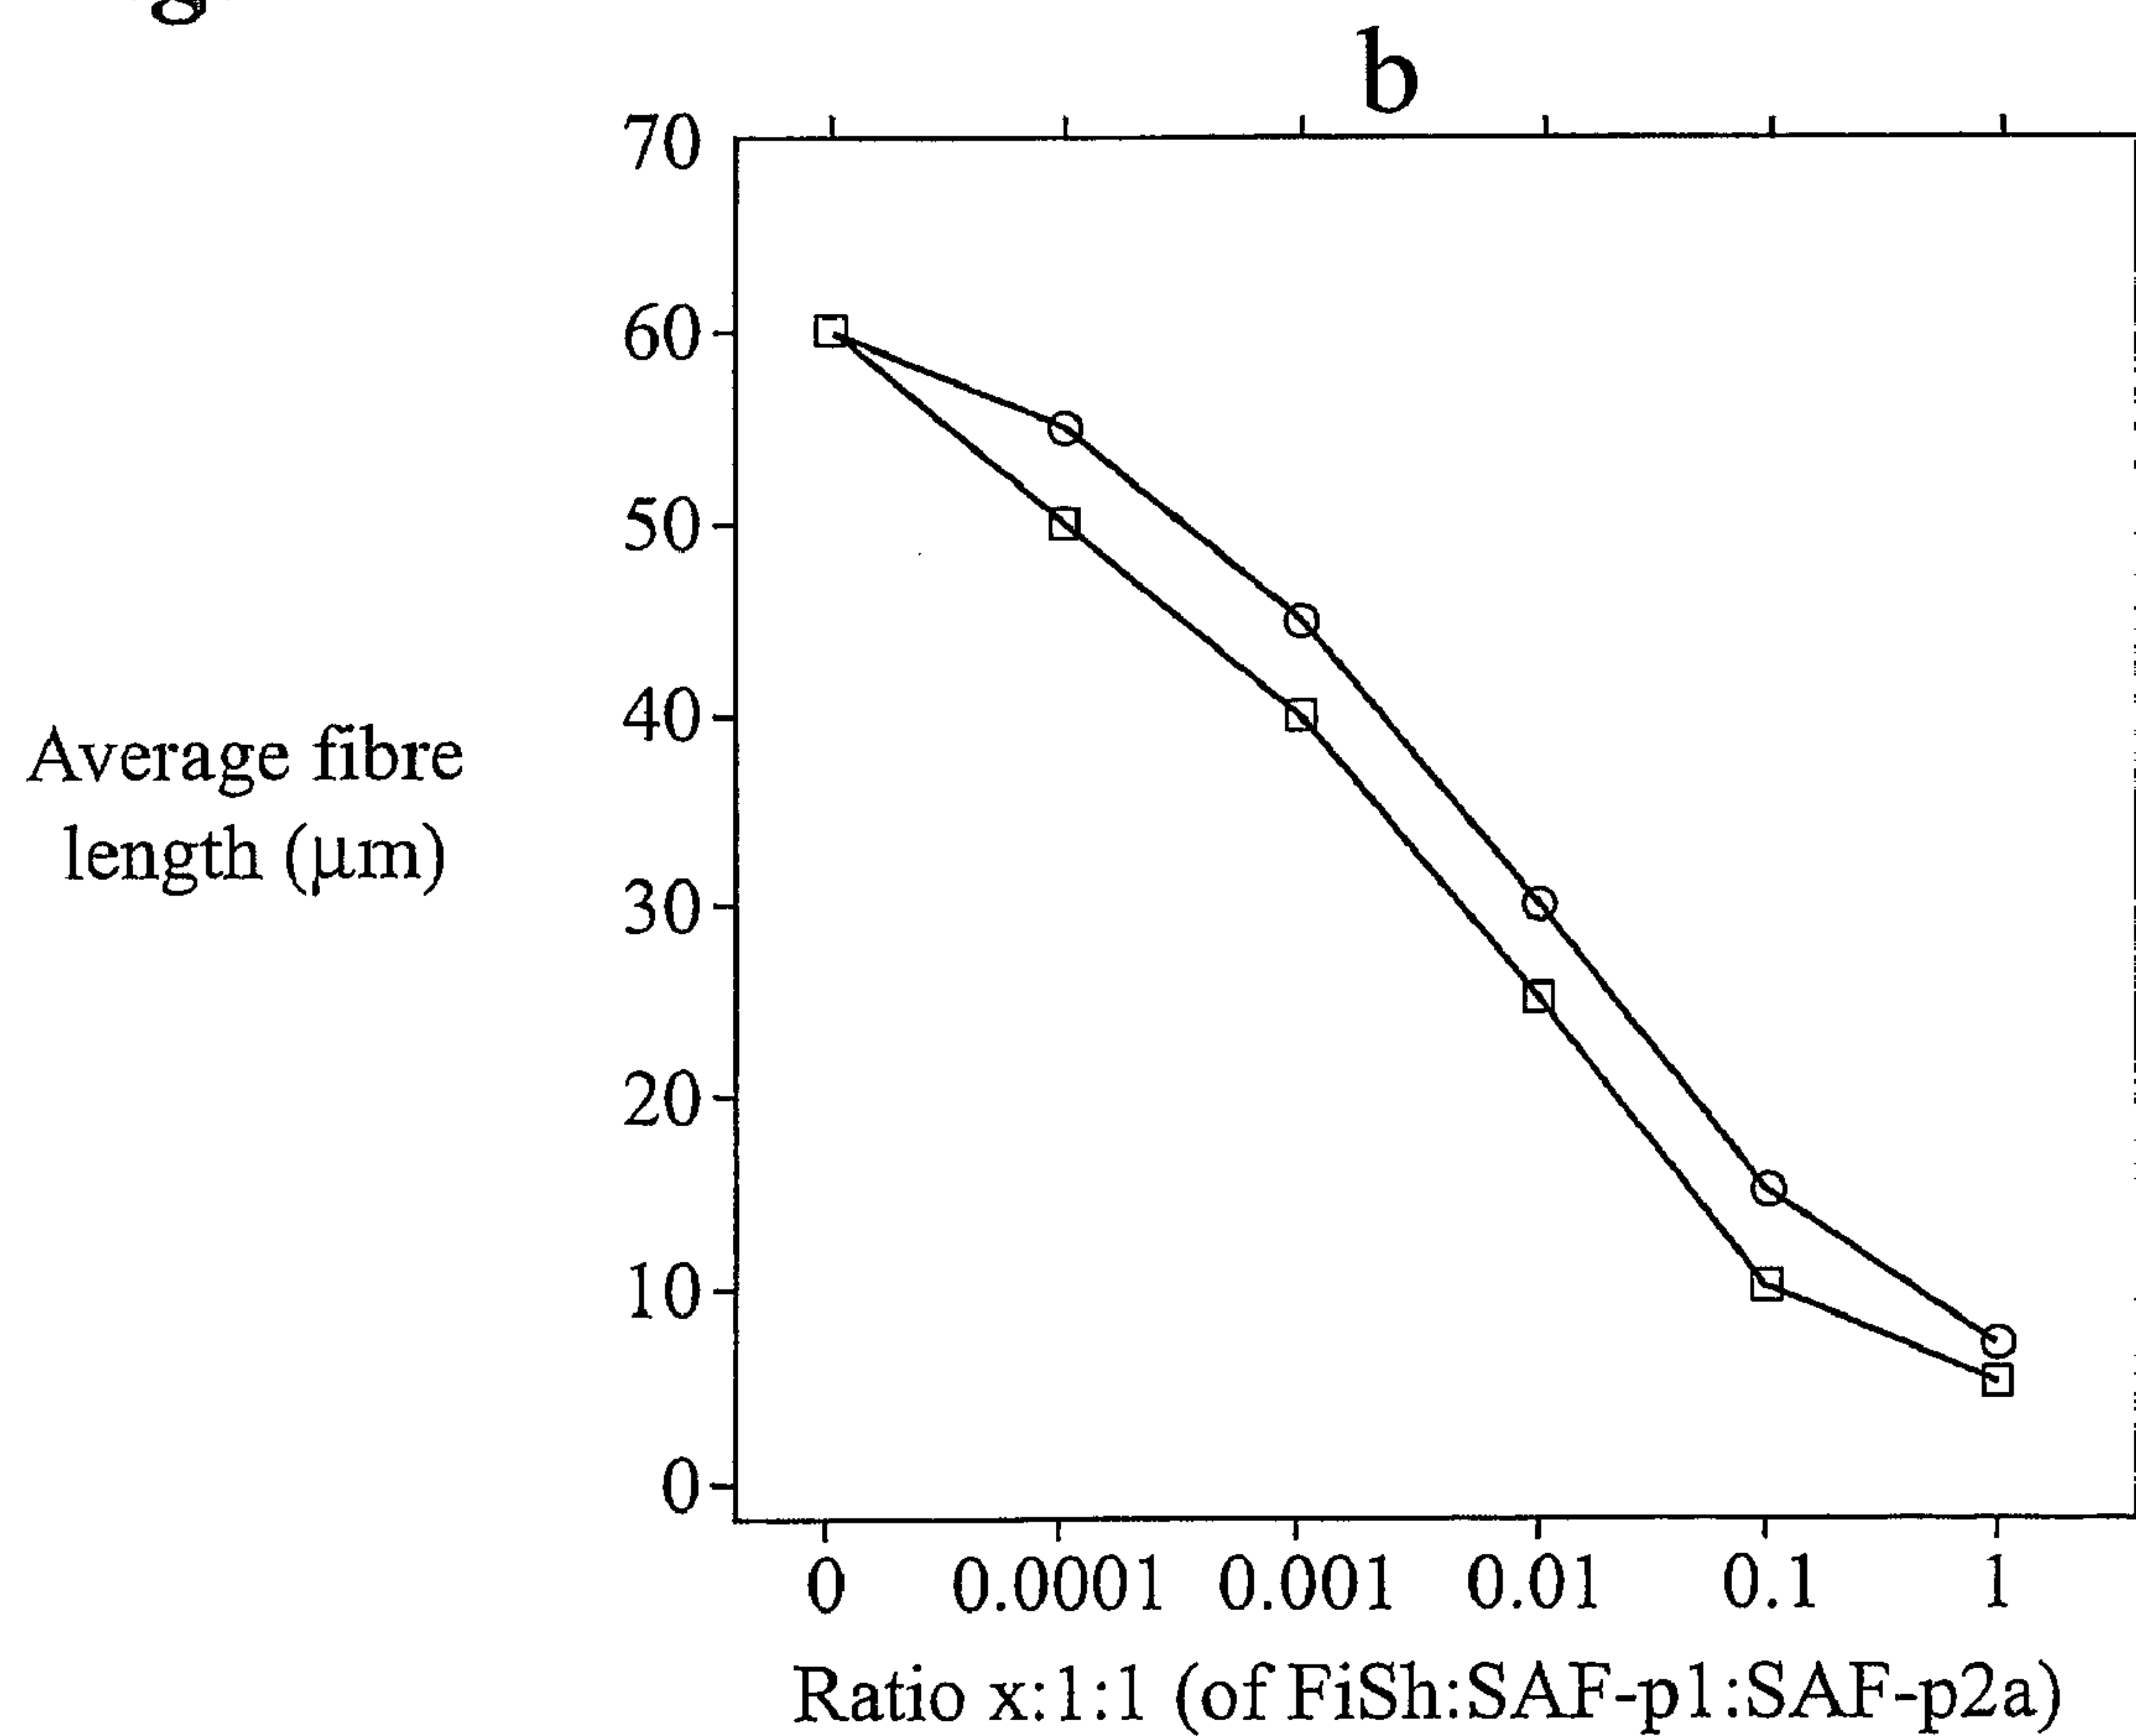 b
70
60
50
40
30
20
10
0
Average fibre
length (μm)
0 0.0001 0.001 0.01 0.1 1
Ratio x:1:1 (of FiSh:SAF-p1:SAF-p2a)